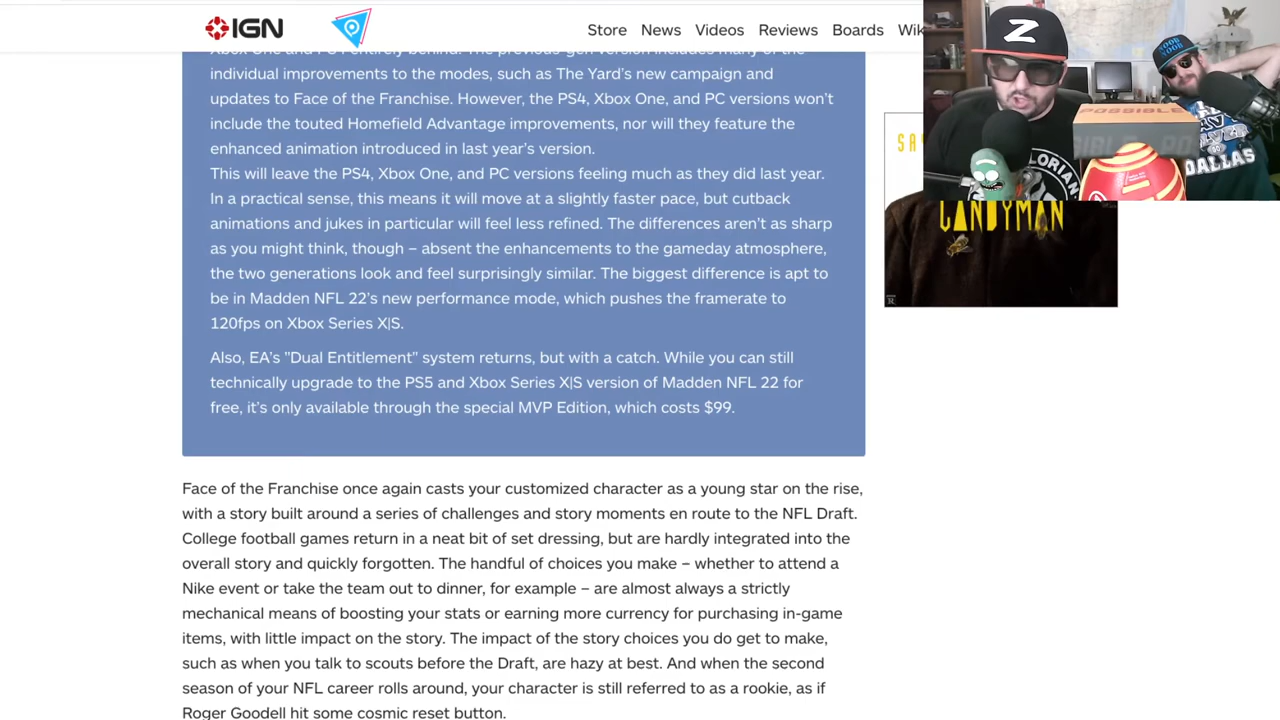 IGN
Store News Videos Reviews Boards Wik
individual improvements to the modes, such as The Yard's new campaign and
updates to Face of the Franchise. However, the PS4, Xbox One, and PC versions won't
include the touted Homefield Advantage improvements, nor will they feature the
enhanced animation introduced in last year's version.
This will leave the PS4, Xbox One, and PC versions feeling much as they did last year.
In a practical sense, this means it will move at a slightly faster pace, but cutback
animations and jukes in particular will feel less refined. The differences aren't as sharp
as you might think, though – absent the enhancements to the gameday atmosphere,
the two generations look and feel surprisingly similar. The biggest difference is apt to
be in Madden NFL 22's new performance mode, which pushes the framerate to
120fps on Xbox Series X|S.
Also, EA's "Dual Entitlement" system returns, but with a catch. While you can still
technically upgrade to the PS5 and Xbox Series X|S version of Madden NFL 22 for
free, it's only available through the special MVP Edition, which costs $99.
Face of the Franchise once again casts your customized character as a young star on the rise,
with a story built around a series of challenges and story moments en route to the NFL Draft.
College football games return in a neat bit of set dressing, but are hardly integrated into the
overall story and quickly forgotten. The handful of choices you make – whether to attend a
Nike event or take the team out to dinner, for example – are almost always a strictly
mechanical means of boosting your stats or earning more currency for purchasing in-game
items, with little impact on the story. The impact of the story choices you do get to make,
such as when you talk to scouts before the Draft, are hazy at best. And when the second
season of your NFL career rolls around, your character is still referred to as a rookie, as if
Roger Goodell hit some cosmic reset button.
SA
CANDYMAN
Z
POSSIBLE
DALLAS